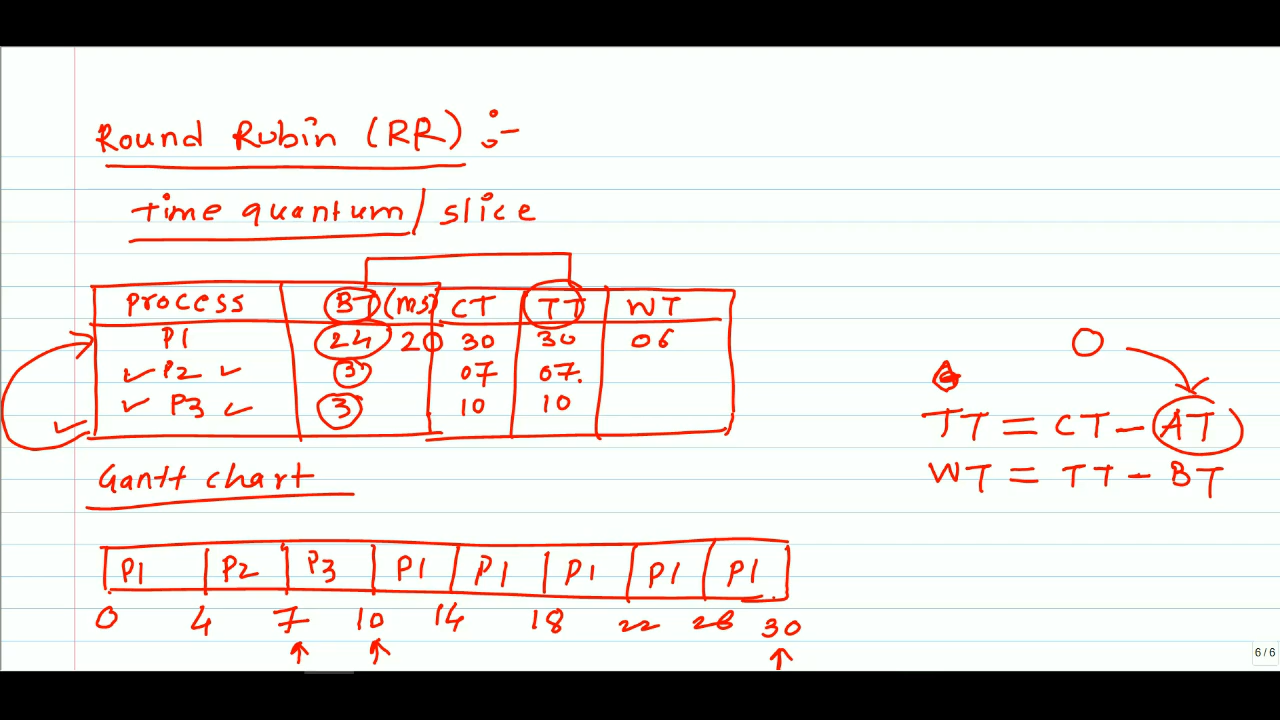 Round Rubin (RR) :-
Time quantum / slice
Process BT (ms) CT TT WT
P1 24 20 30 30 06
P2 3 07 07.
P3 3 10 10
0
TT = CT - AT
WT = TT - BT
Gantt chart
P1 P2 P3 P1 P1 P1 P1 P1
0 4 7 10 14 18 22 26 30
6 / 6